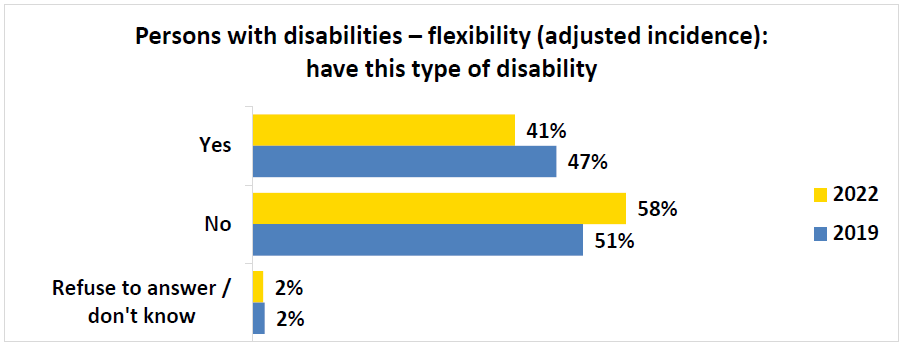 Persons with disabilities – flexibility (adjusted incidence):
have this type of disability
Yes
41%
47%
No
58%
51%
Refuse to answer /
don't know
2%
2%
2022
2019